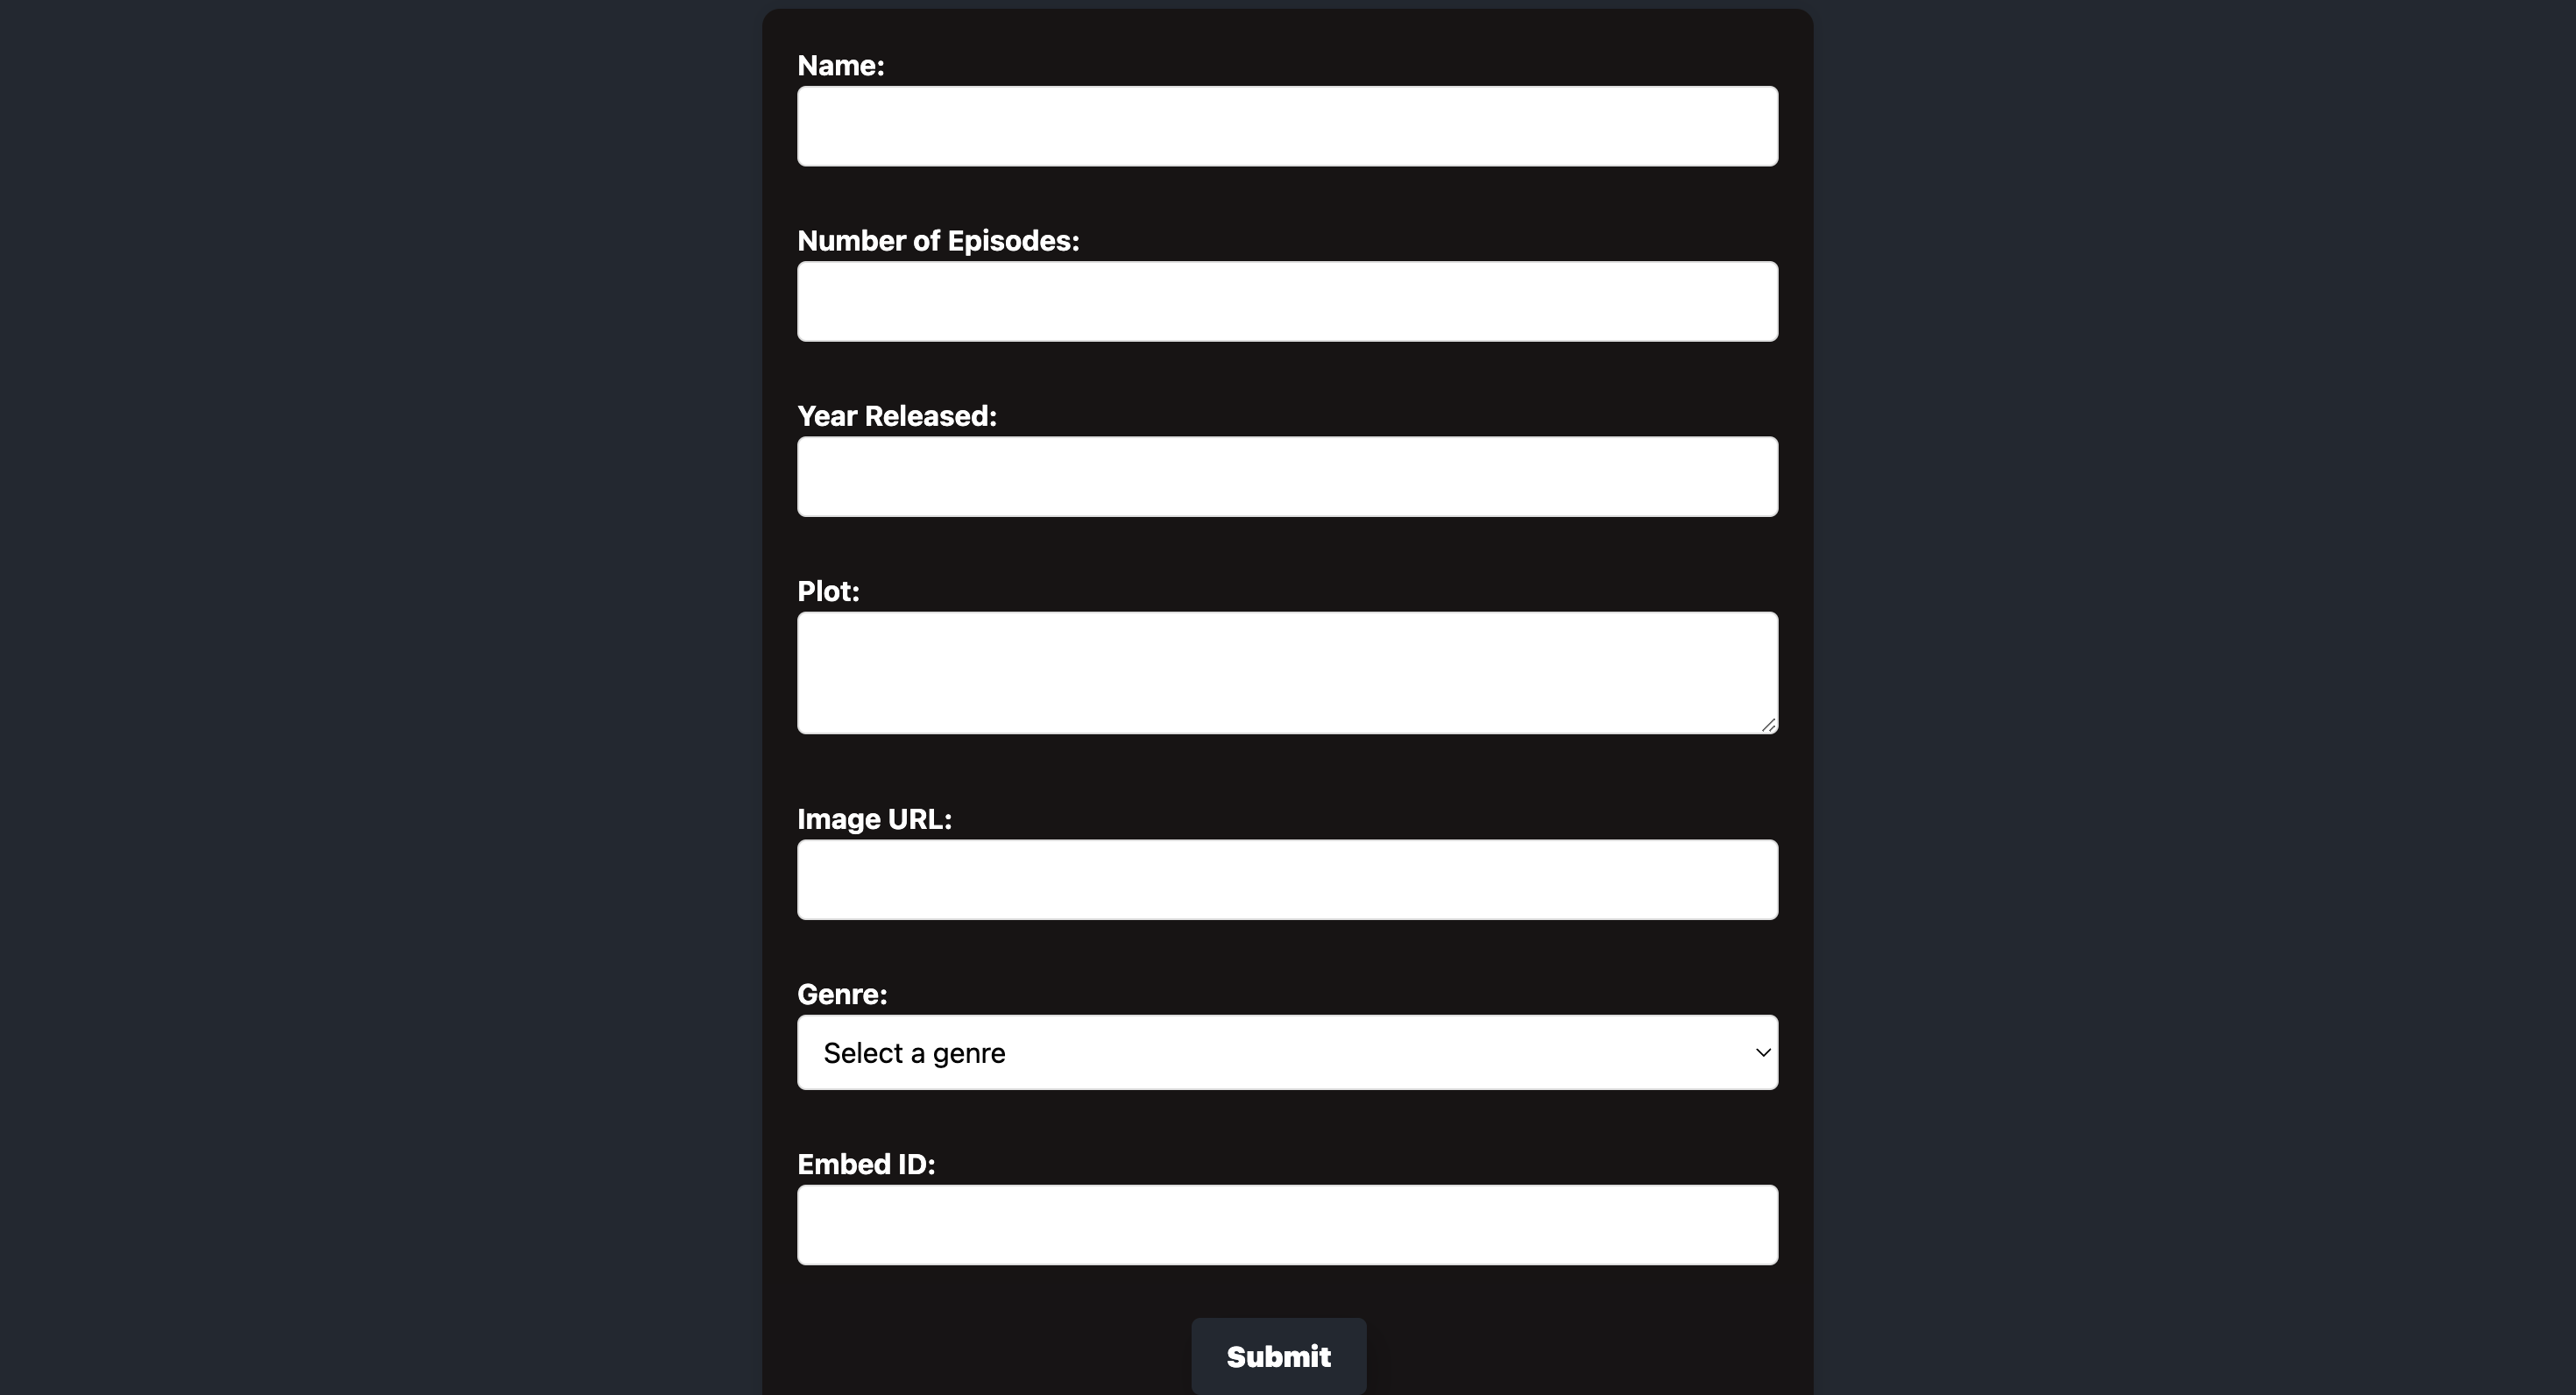 Name:
Number of Episodes:
Year Released:
Plot:
Image URL:
Genre:
Select a genre
Embed ID:
Submit